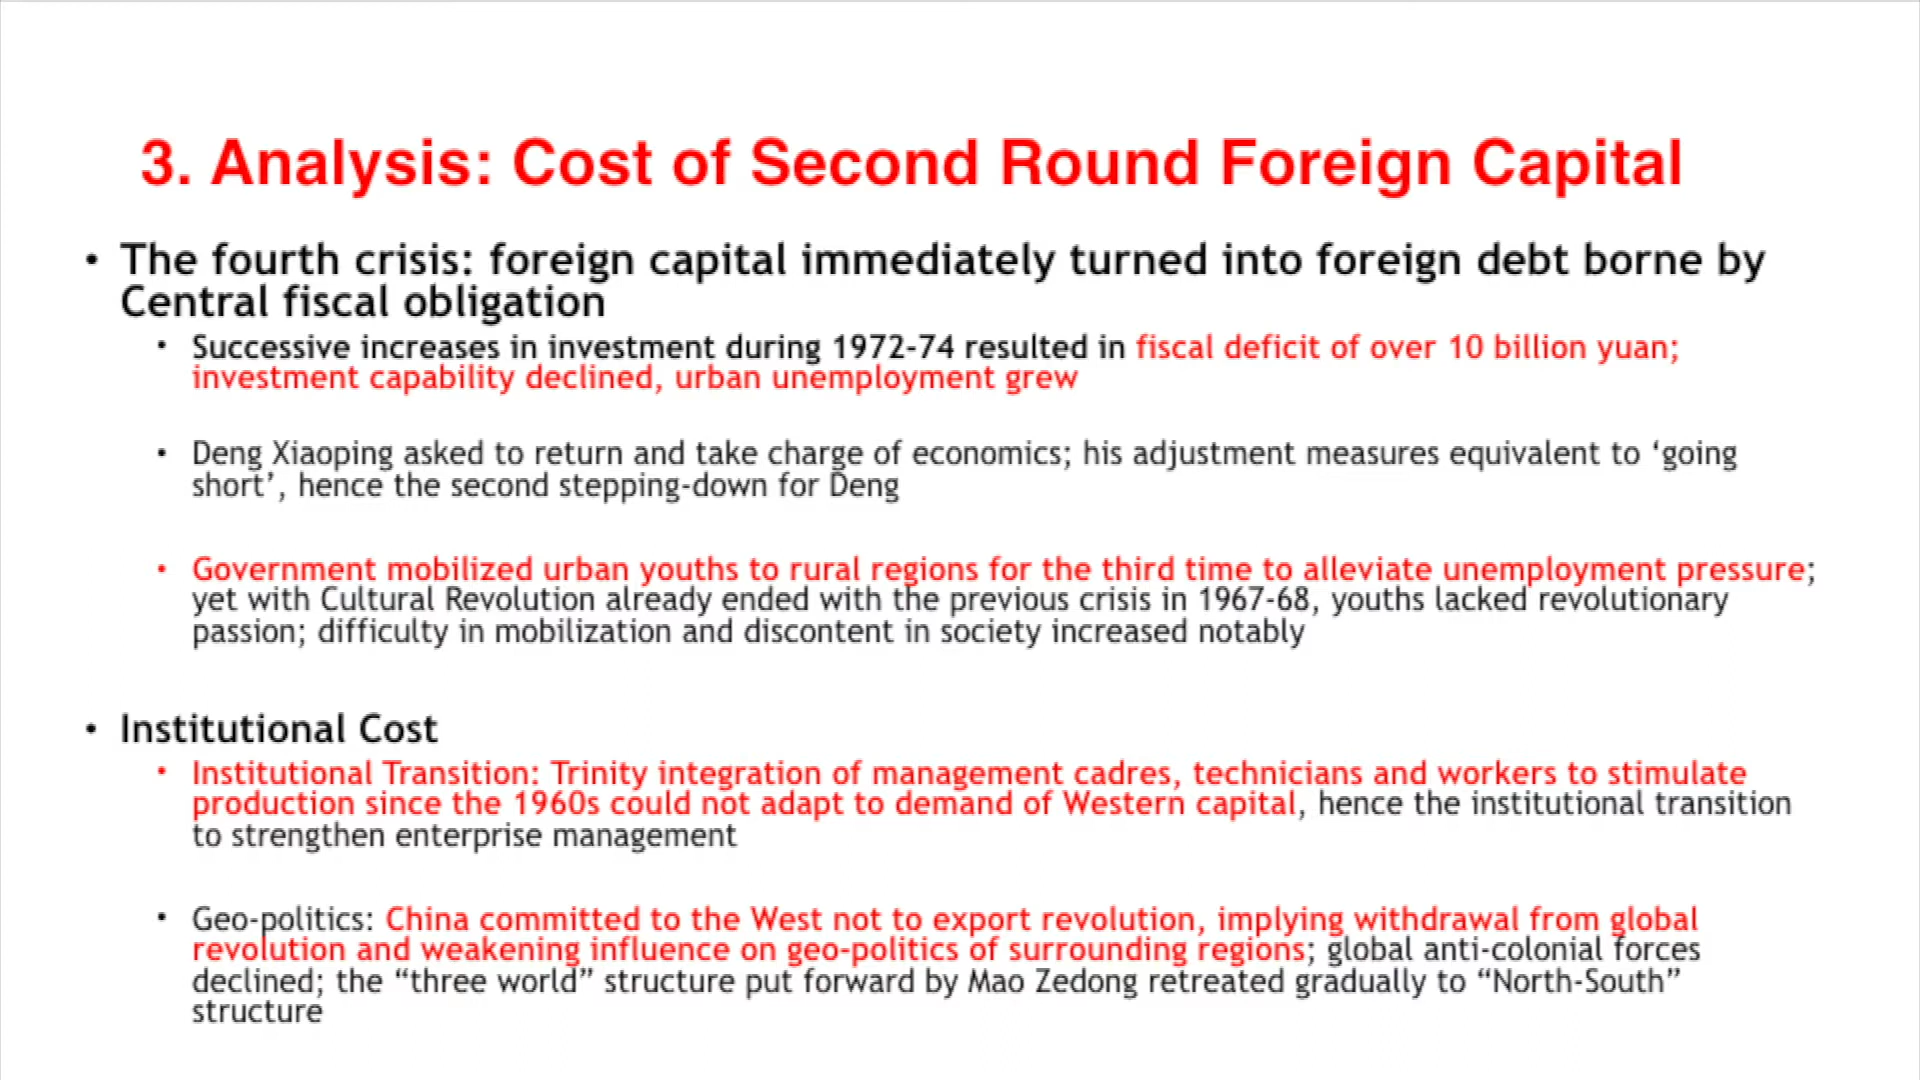 3. Analysis: Cost of Second Round Foreign Capital
• The fourth crisis: foreign capital immediately turned into foreign debt borne by
Central fiscal obligation
• Successive increases in investment during 1972-74 resulted in fiscal deficit of over 10 billion yuan;
investment capability declined, urban unemployment grew
• Deng Xiaoping asked to return and take charge of economics; his adjustment measures equivalent to ‘going
short’, hence the second stepping-down for Deng
• Government mobilized urban youths to rural regions for the third time to alleviate unemployment pressure;
yet with Cultural Revolution already ended with the previous crisis in 1967-68, youths lacked revolutionary
passion; difficulty in mobilization and discontent in society increased notably
• Institutional Cost
• Institutional Transition: Trinity integration of management cadres, technicians and workers to stimulate
production since the 1960s could not adapt to demand of Western capital, hence the institutional transition
to strengthen enterprise management
• Geo-politics: China committed to the West not to export revolution, implying withdrawal from global
revolution and weakening influence on geo-politics of surrounding regions; global anti-colonial forces
declined; the “three world” structure put forward by Mao Zedong retreated gradually to “North-South”
structure